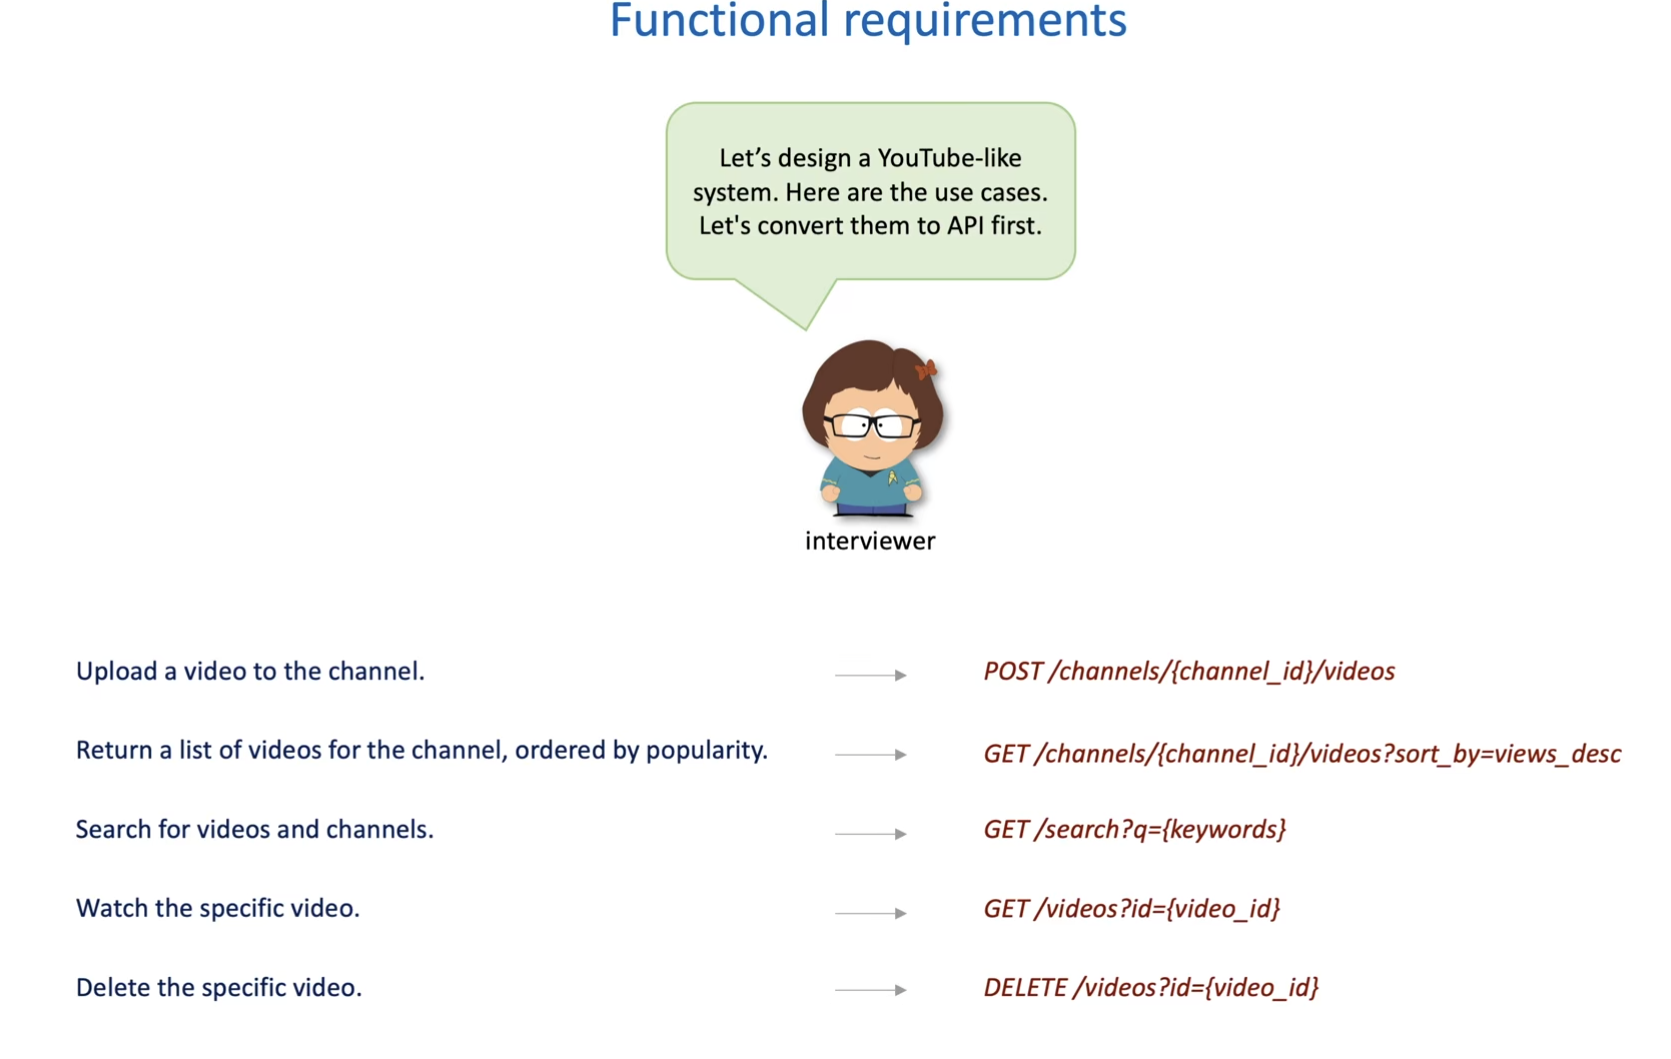 Functional requirements
Let’s design a YouTube-like
system. Here are the use cases.
Let's convert them to API first.
interviewer
Upload a video to the channel. POST /channels/{channel_id}/videos
Return a list of videos for the channel, ordered by popularity. GET /channels/{channel_id}/videos?sort_by=views_desc
Search for videos and channels. GET /search?q={keywords}
Watch the specific video. GET /videos?id={video_id}
Delete the specific video. DELETE /videos?id={video_id}